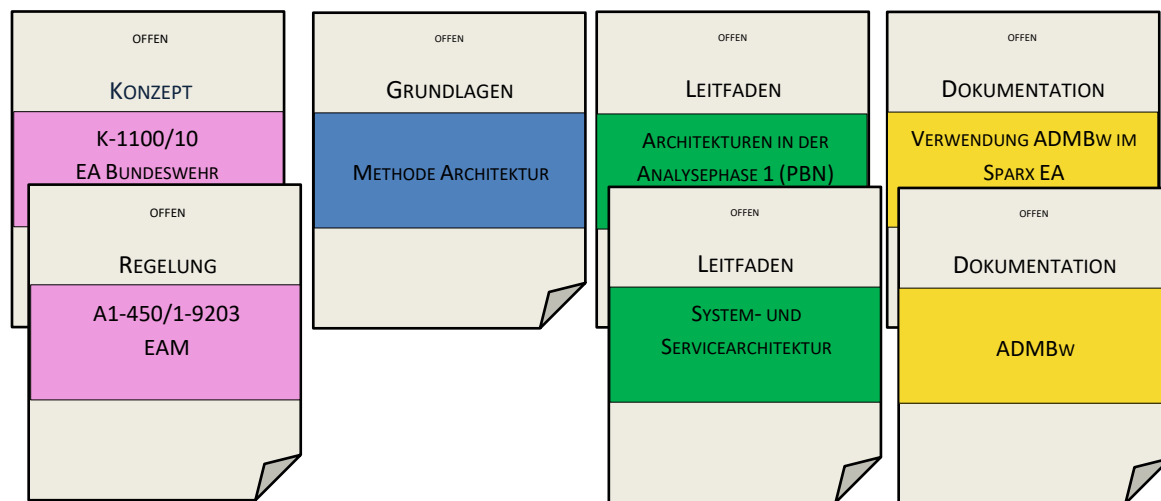 OFFEN
KONZEPT
K-1100/10
EA BUNDESWEHR
OFFEN
REGELUNG
A1-450/1-9203
EAM
OFFEN
GRUNDLAGEN
METHODE ARCHITEKTUR
OFFEN
LEITFADEN
ARCHITEKTUREN IN DER
ANALYSEPHASE 1 (PBN)
OFFEN
LEITFADEN
SYSTEM- UND
SERVICEARCHITEKTUR
OFFEN
DOKUMENTATION
VERWENDUNG ADMBW IM
SPARX EA
OFFEN
DOKUMENTATION
ADMBW